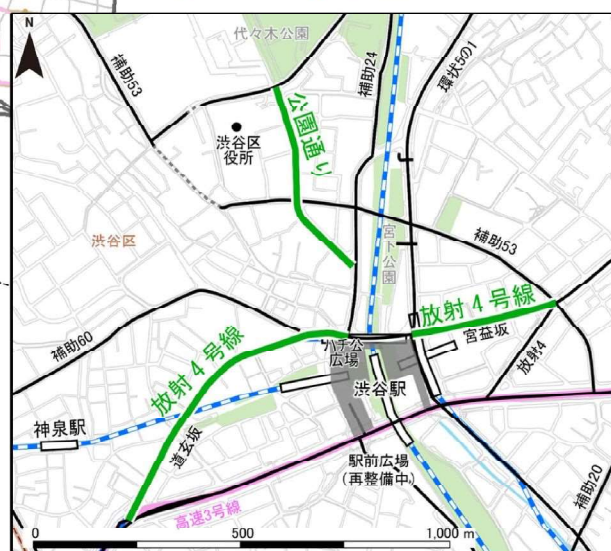 N
代々木公園
補助53
補助24
環状5の1
公園通り
渋谷区
役所
渋谷区
宮下公園
補助53
放射4号線
宮益坂
補助60
放射4号線
ハチ公
広場
渋谷駅
放射4
神泉駅
道玄坂
駅前広場
(再整備中)
高速3号線
補助20
0
500
1,000 m